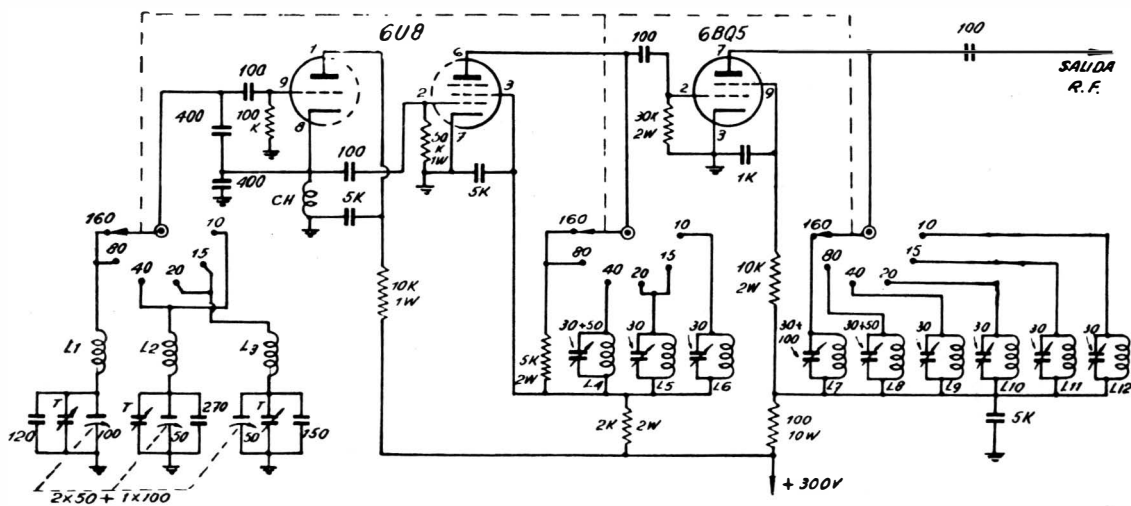 6U8
6BQ5
1
6
3
7
100
9
100
K
8
400
400
100
2
50
K
1W
7
5K
CH
5K
100
2
9
30K
2W
3
1K
100
SALIDA
R.F.
160
80
40
20
15
10
10K
1W
L1
L2
L3
T
T
T
120
100
50
270
50
150
2x50 + 1x100
160
80
40
20
15
10
5K
2W
30+50
30
30
L4
L5
L6
2K
2W
10K
2W
100
10W
+300V
160
80
40
20
15
10
30+
100
30+50
30
30
30
30
L7
L8
L9
L10
L11
L12
5K